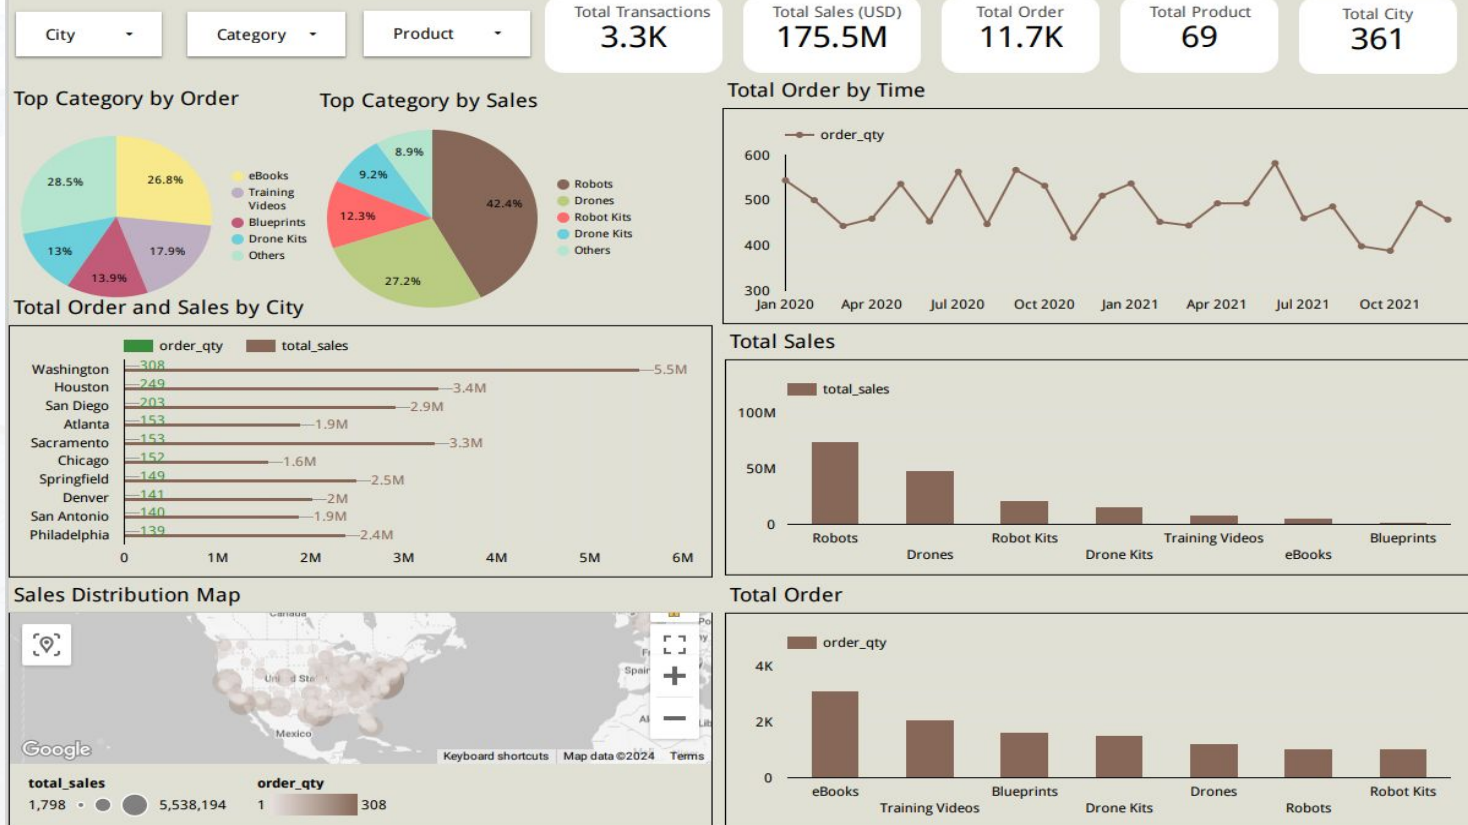 City
Category
Product
Total Transactions
3.3K
Total Sales (USD)
175.5M
Total Order
11.7K
Total Product
69
Total City
361
Top Category by Order
28.5%
26.8%
13%
17.9%
13.9%
eBooks
Training
Videos
Blueprints
Drone Kits
Others
Top Category by Sales
8.9%
9.2%
12.3%
42.4%
27.2%
Robots
Drones
Robot Kits
Drone Kits
Others
Total Order by Time
order_qty
600
500
400
300
Jan 2020 Apr 2020 Jul 2020 Oct 2020 Jan 2021 Apr 2021 Jul 2021 Oct 2021
Total Order and Sales by City
order_qty total_sales
Washington 308 5.5M
Houston 249 3.4M
San Diego 203 2.9M
Atlanta 153 1.9M
Sacramento 153 3.3M
Chicago 152 1.6M
Springfield 149 2.5M
Denver 141 2M
San Antonio 140 1.9M
Philadelphia 139 2.4M
0 1M 2M 3M 4M 5M 6M
Total Sales
total_sales
100M
50M
0
Robots Drones Robot Kits Drone Kits Training Videos eBooks Blueprints
Sales Distribution Map
Canada
Mexico
Google
Keyboard shortcuts Map data ©2024 Terms
total_sales
1,798 5,538,194
order_qty
1 308
Total Order
order_qty
4K
2K
0
eBooks Training Videos Blueprints Drone Kits Drones Robots Robot Kits